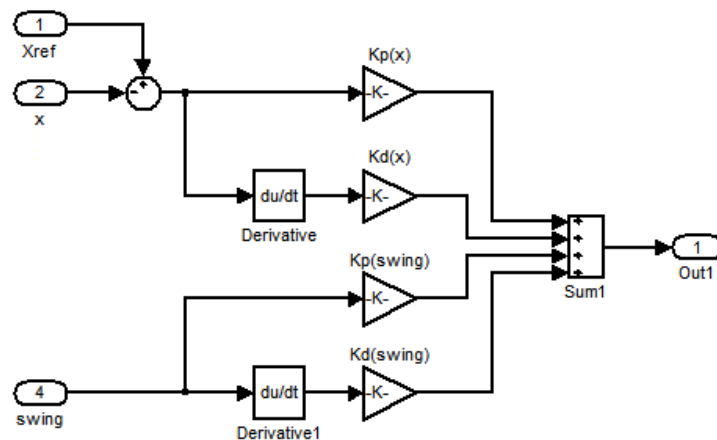 1
Xref
2
x
-
+
Kp(x)
-K-
Kd(x)
du/dt
-K-
Derivative
Kp(swing)
-K-
+
+
+
+
Sum1
1
Out1
Kd(swing)
4
swing
du/dt
-K-
Derivative1